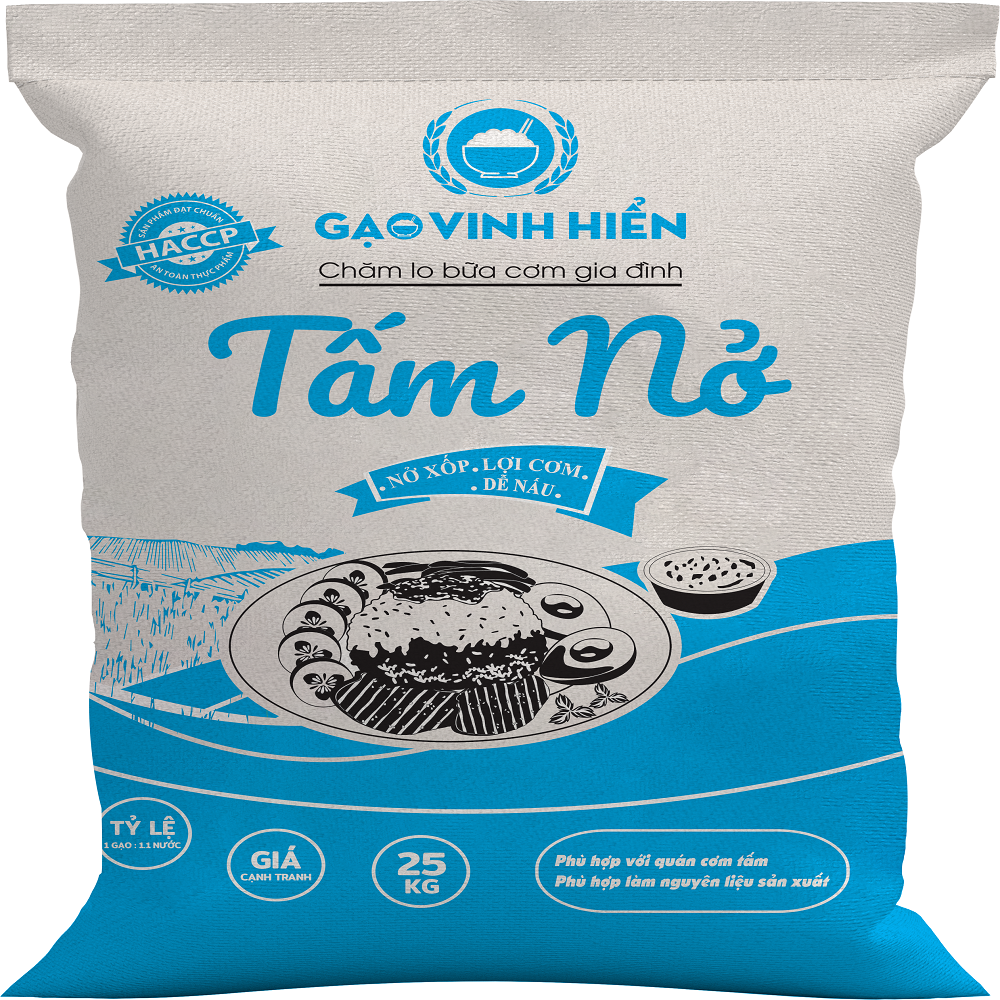 GẠO VINH HIỂN
Chăm lo bữa cơm gia đình
SẢN PHẨM ĐẠT CHUẨN
HACCP
AN TOÀN THỰC PHẨM
Tấm Nở
. NỞ XỐP . LỢI CƠM .
. DỂ NẤU .
TỶ LỆ
1 GẠO : 1.1 NƯỚC
GIÁ
CẠNH TRANH
25
KG
Phù hợp với quán cơm tấm
Phù hợp làm nguyên liệu sản xuất